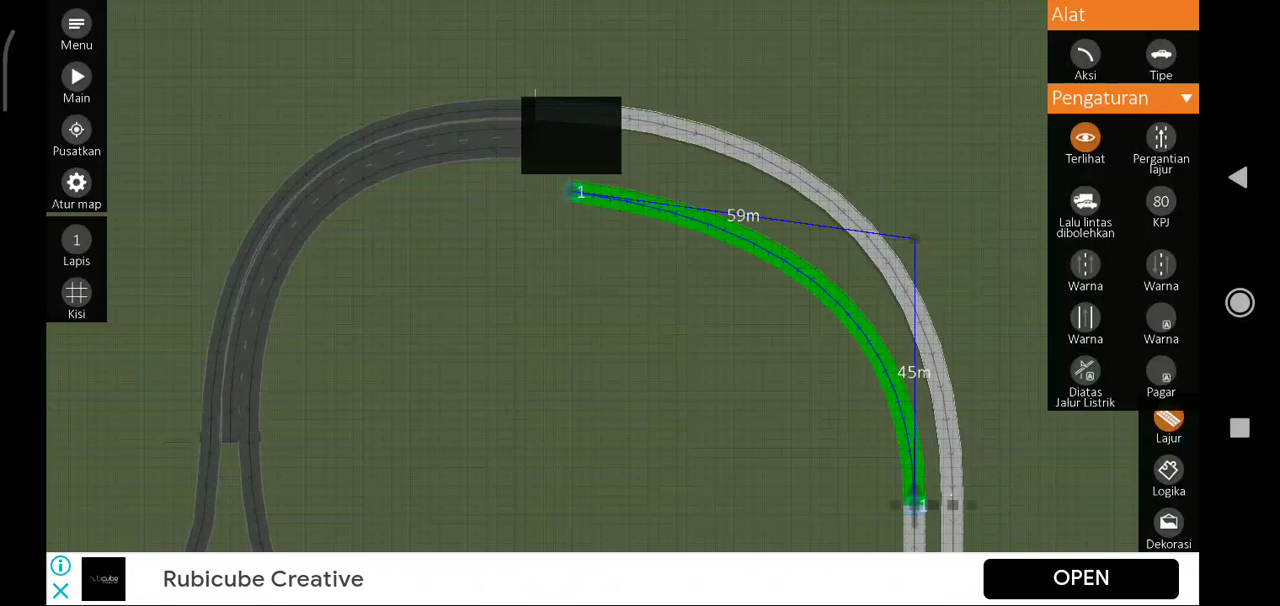 Menu
Main
Pusatkan
Atur map
1
Lapis
Kisi
1
59m
45m
1
Alat
Aksi
Tipe
Pengaturan
Terlihat
Pergantian
lajur
Lalu lintas
dibolehkan
80
KPJ
Warna
Warna
Warna
A
Warna
A
Diatas
Jalur Listrik
A
Pagar
Lajur
Logika
Dekorasi
Rubicube Creative
OPEN